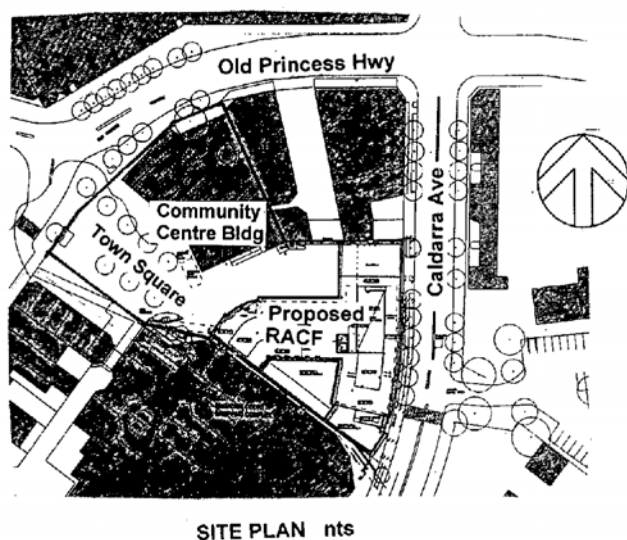 Old Princess Hwy
Caldarra Ave
Community
Centre Bldg
Town Square
Proposed
RACF
SITE PLAN nts